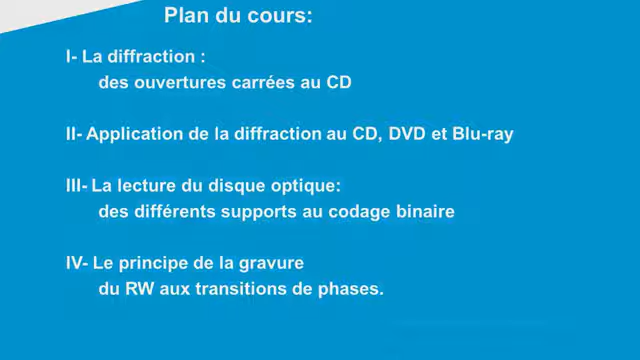 Plan du cours:
I- La diffraction :
des ouvertures carrées au CD
II- Application de la diffraction au CD, DVD et Blu-ray
III- La lecture du disque optique:
des différents supports au codage binaire
IV- Le principe de la gravure
du RW aux transitions de phases.